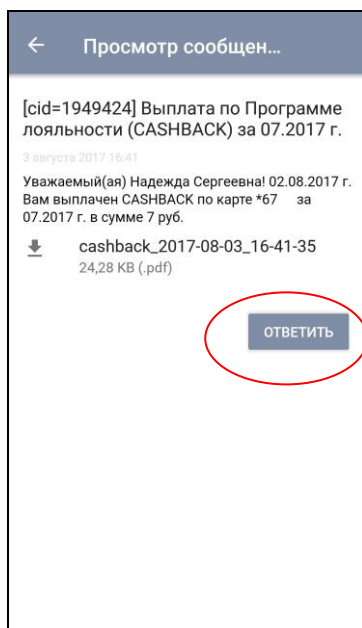 Просмотр сообщен...
[cid=1949424] Выплата по Программе
лояльности (CASHBACK) за 07.2017 г.
3 августа 2017 16:41
Уважаемый(ая) Надежда Сергеевна! 02.08.2017 г.
Вам выплачен CASHBACK по карте *67 за
07.2017 г. в сумме 7 руб.
cashback_2017-08-03_16-41-35
24,28 KB (.pdf)
ОТВЕТИТЬ